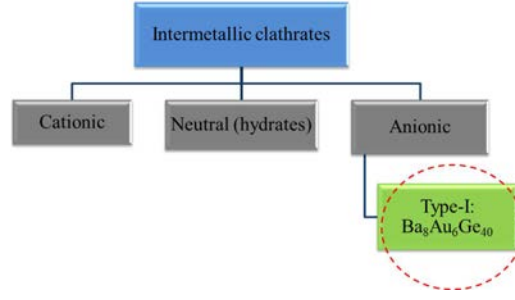 Intermetallic clathrates
Cationic
Neutral (hydrates)
Anionic
Type-I:
Ba₈Au₆Ge₄₀